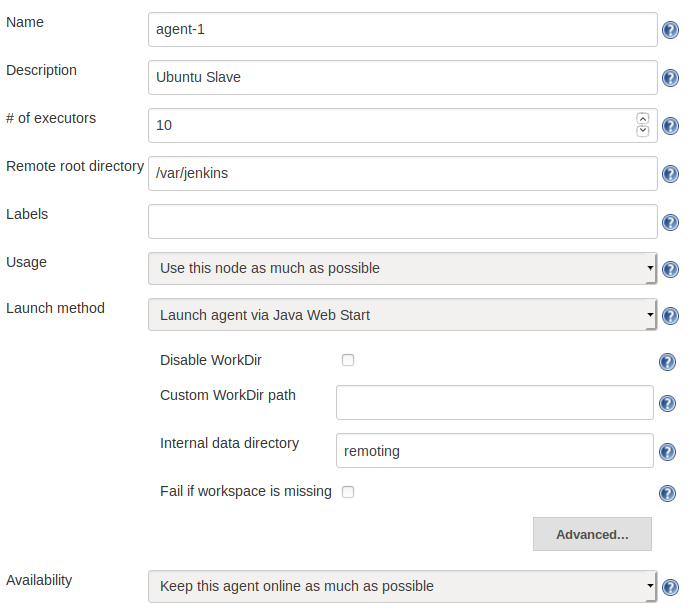 Name agent-1
Description Ubuntu Slave
# of executors 10
Remote root directory /var/jenkins
Labels
Usage Use this node as much as possible
Launch method Launch agent via Java Web Start
Disable WorkDir
Custom WorkDir path
Internal data directory remoting
Fail if workspace is missing
Advanced...
Availability Keep this agent online as much as possible